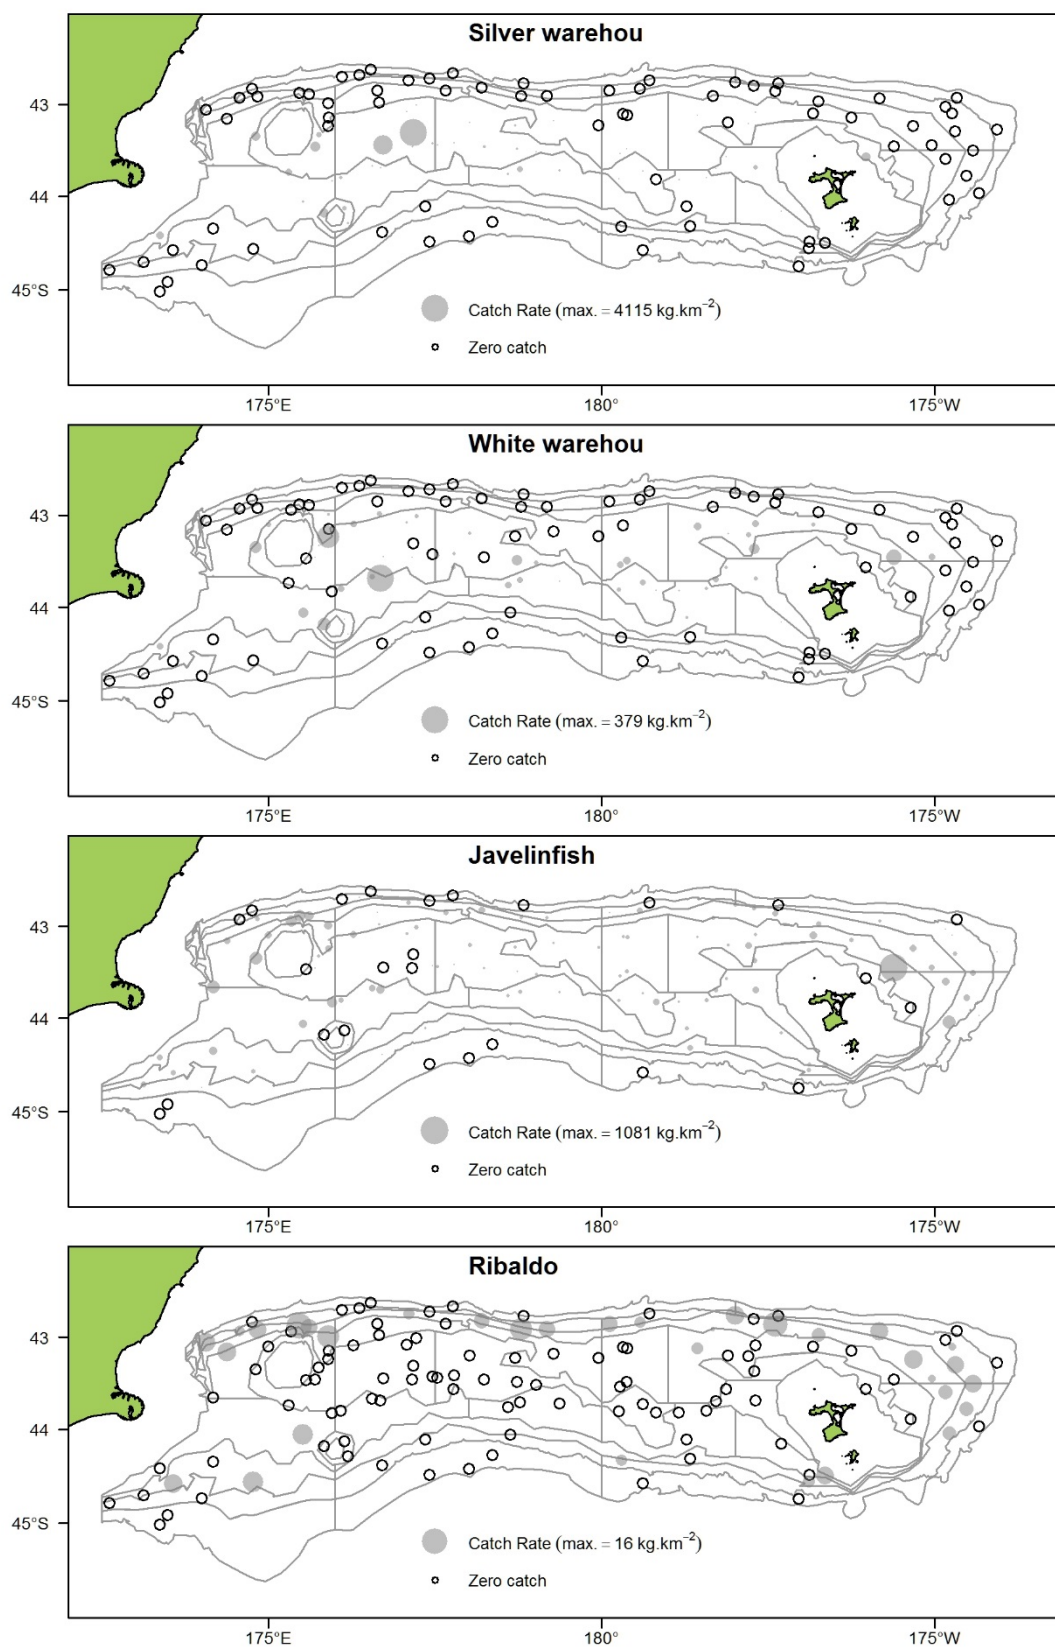 Silver warehou
43
44
45°S
Catch Rate (max. = 4115 kg.km⁻²)
Zero catch
175°E 180° 175°W
White warehou
43
44
45°S
Catch Rate (max. = 379 kg.km⁻²)
Zero catch
175°E 180° 175°W
Javelinfish
43
44
45°S
Catch Rate (max. = 1081 kg.km⁻²)
Zero catch
175°E 180° 175°W
Ribaldo
43
44
45°S
Catch Rate (max. = 16 kg.km⁻²)
Zero catch
175°E 180° 175°W